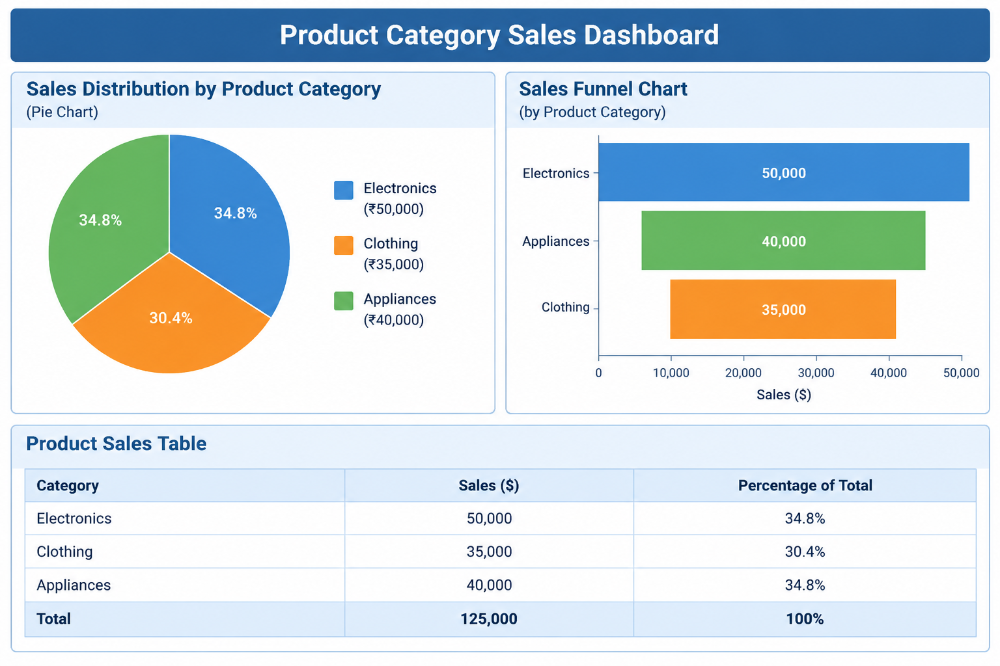 Product Category Sales Dashboard
Sales Distribution by Product Category
(Pie Chart)
34.8%
34.8%
30.4%
Electronics
(₹50,000)
Clothing
(₹35,000)
Appliances
(₹40,000)
Sales Funnel Chart
(by Product Category)
Electronics 50,000
Appliances 40,000
Clothing 35,000
0 10,000 20,000 30,000 40,000 50,000
Sales ($)
Product Sales Table
Category Sales ($) Percentage of Total
Electronics 50,000 34.8%
Clothing 35,000 30.4%
Appliances 40,000 34.8%
Total 125,000 100%